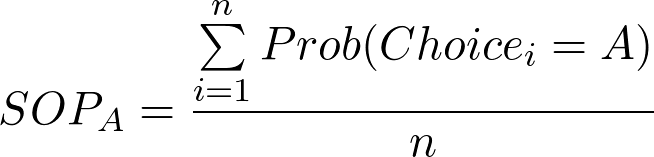 SOP_A = \frac{\sum_{i=1}^{n} Prob(Choice_i = A)}{n}